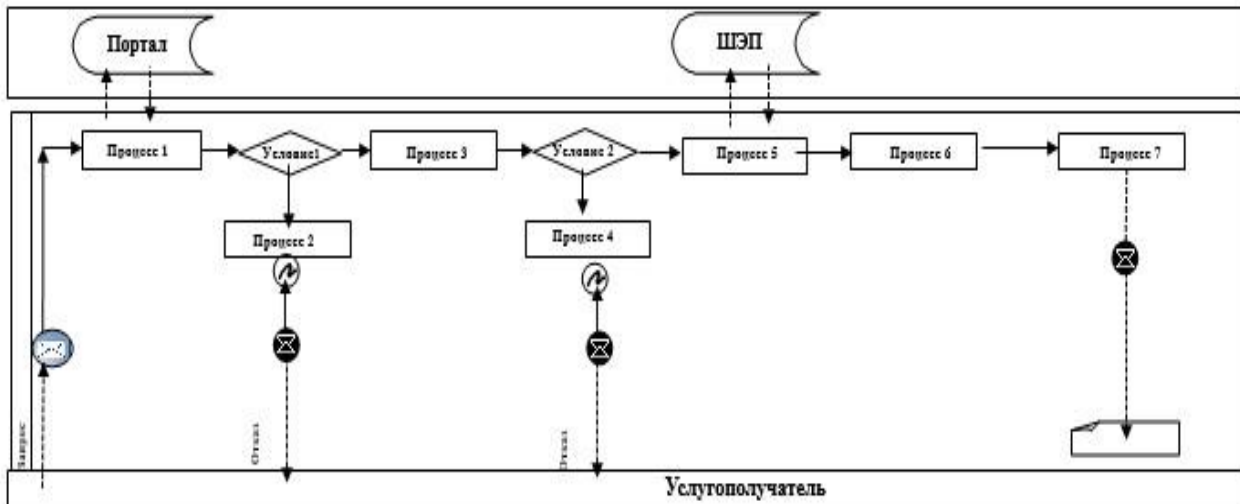 Портал
ШЭП
Процесс 1
Условие1
Процесс 3
Условие 2
Процесс 5
Процесс 6
Процесс 7
Процесс 2
Процесс 4
Запрос
Отказ
Отказ
Услугополучатель